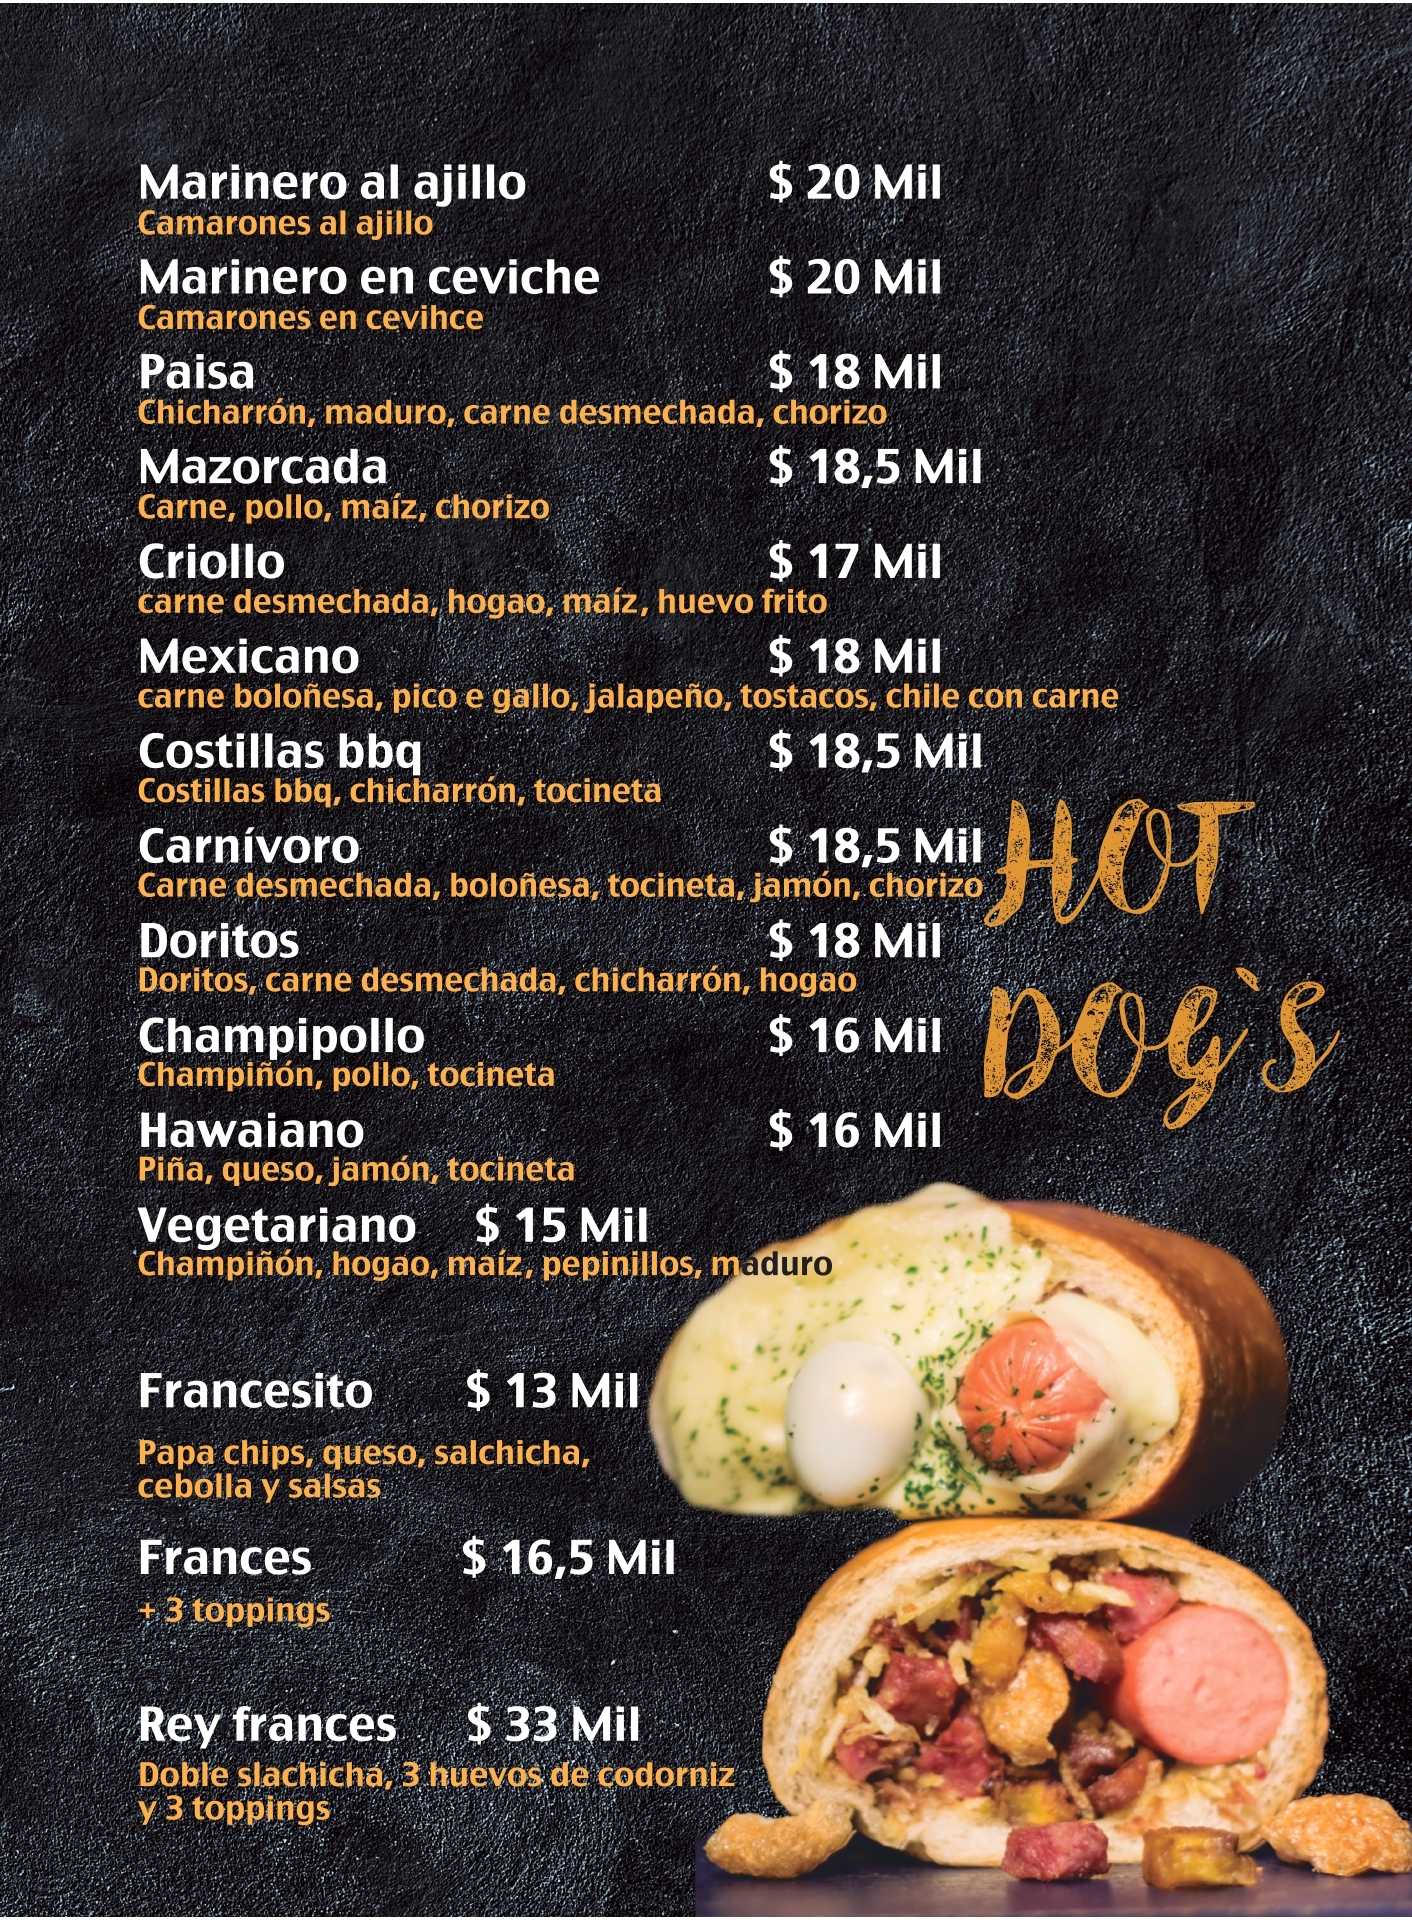 Marinero al ajillo $ 20 Mil
Camarones al ajillo
Marinero en ceviche $ 20 Mil
Camarones en cevihce
Paisa $ 18 Mil
Chicharrón, maduro, carne desmechada, chorizo
Mazorcada $ 18,5 Mil
Carne, pollo, maíz, chorizo
Criollo $ 17 Mil
carne desmechada, hogao, maíz, huevo frito
Mexicano $ 18 Mil
carne boloñesa, pico e gallo, jalapeño, tostacos, chile con carne
Costillas bbq $ 18,5 Mil
Costillas bbq, chicharrón, tocineta
Carnívoro $ 18,5 Mil
Carne desmechada, boloñesa, tocineta, jamón, chorizo
Doritos $ 18 Mil
Doritos, carne desmechada, chicharrón, hogao
Champipollo $ 16 Mil
Champiñón, pollo, tocineta
Hawaiano $ 16 Mil
Piña, queso, jamón, tocineta
Vegetariano $ 15 Mil
Champiñón, hogao, maíz, pepinillos, maduro
Francesito $ 13 Mil
Papa chips, queso, salchicha,
cebolla y salsas
Frances $ 16,5 Mil
+ 3 toppings
Rey frances $ 33 Mil
Doble slachicha, 3 huevos de codorniz
y 3 toppings
HOT
DOG`S